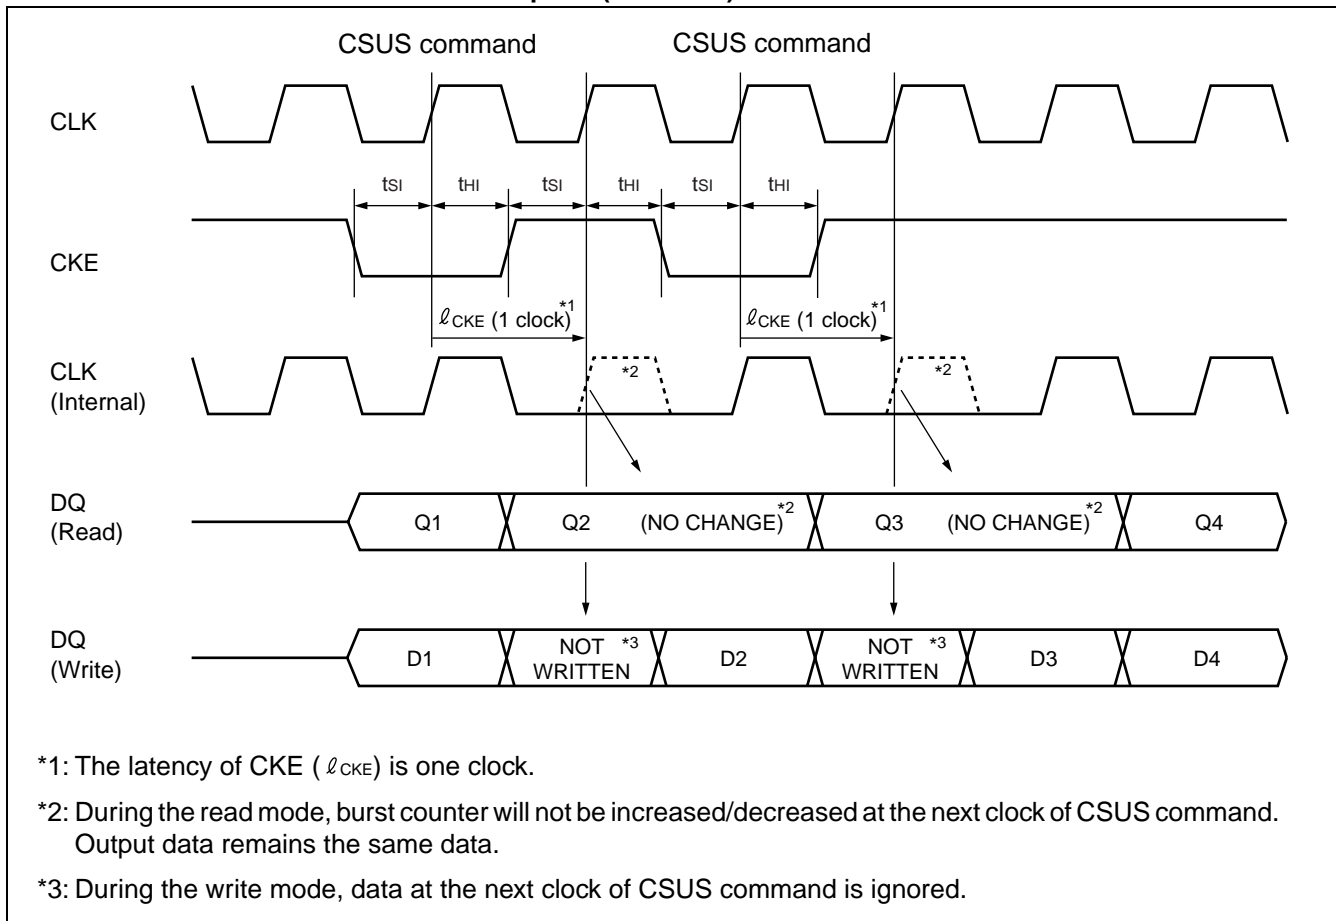 CSUS command CSUS command
CLK
tSI tHI tSI tHI tSI tHI
CKE
ℓCKE (1 clock)*1 ℓCKE (1 clock)*1
CLK
(Internal)
*2 *2
DQ
(Read)
Q1 Q2 (NO CHANGE)*2 Q3 (NO CHANGE)*2 Q4
DQ
(Write)
D1 NOT WRITTEN *3 D2 NOT WRITTEN *3 D3 D4
*1: The latency of CKE (ℓCKE) is one clock.
*2: During the read mode, burst counter will not be increased/decreased at the next clock of CSUS command.
Output data remains the same data.
*3: During the write mode, data at the next clock of CSUS command is ignored.